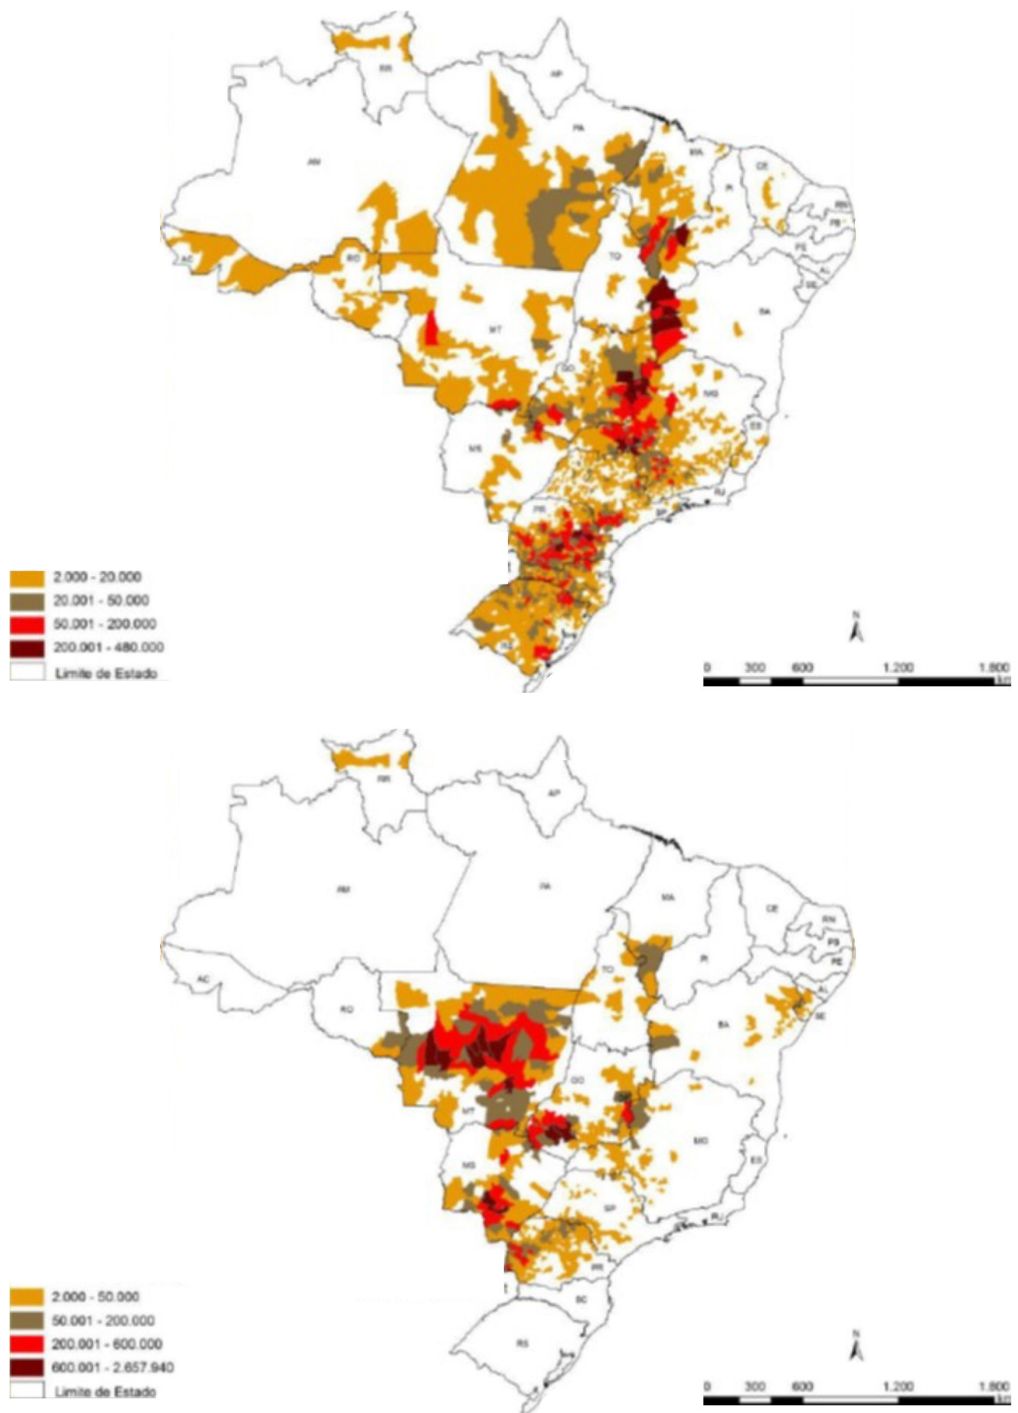 RR
AP
AM
PA
MA
CE
RN
PB
PE
AL
SE
PI
TO
AC
RO
MT
BA
GO
MG
ES
MS
RJ
SP
PR
RS
2.000 - 20.000
20.001 - 50.000
50.001 - 200.000
200.001 - 480.000
Limite de Estado
N
0 300 600 1.200 1.800
km
RR
AP
AM
PA
MA
CE
RN
PB
PE
AL
SE
PI
TO
AC
RO
BA
GO
DF
MT
MG
ES
MS
SP
RJ
PR
SC
RS
2.000 - 50.000
50.001 - 200.000
200.001 - 600.000
600.001 - 2.657.940
Limite de Estado
N
0 300 600 1.200 1.800
km